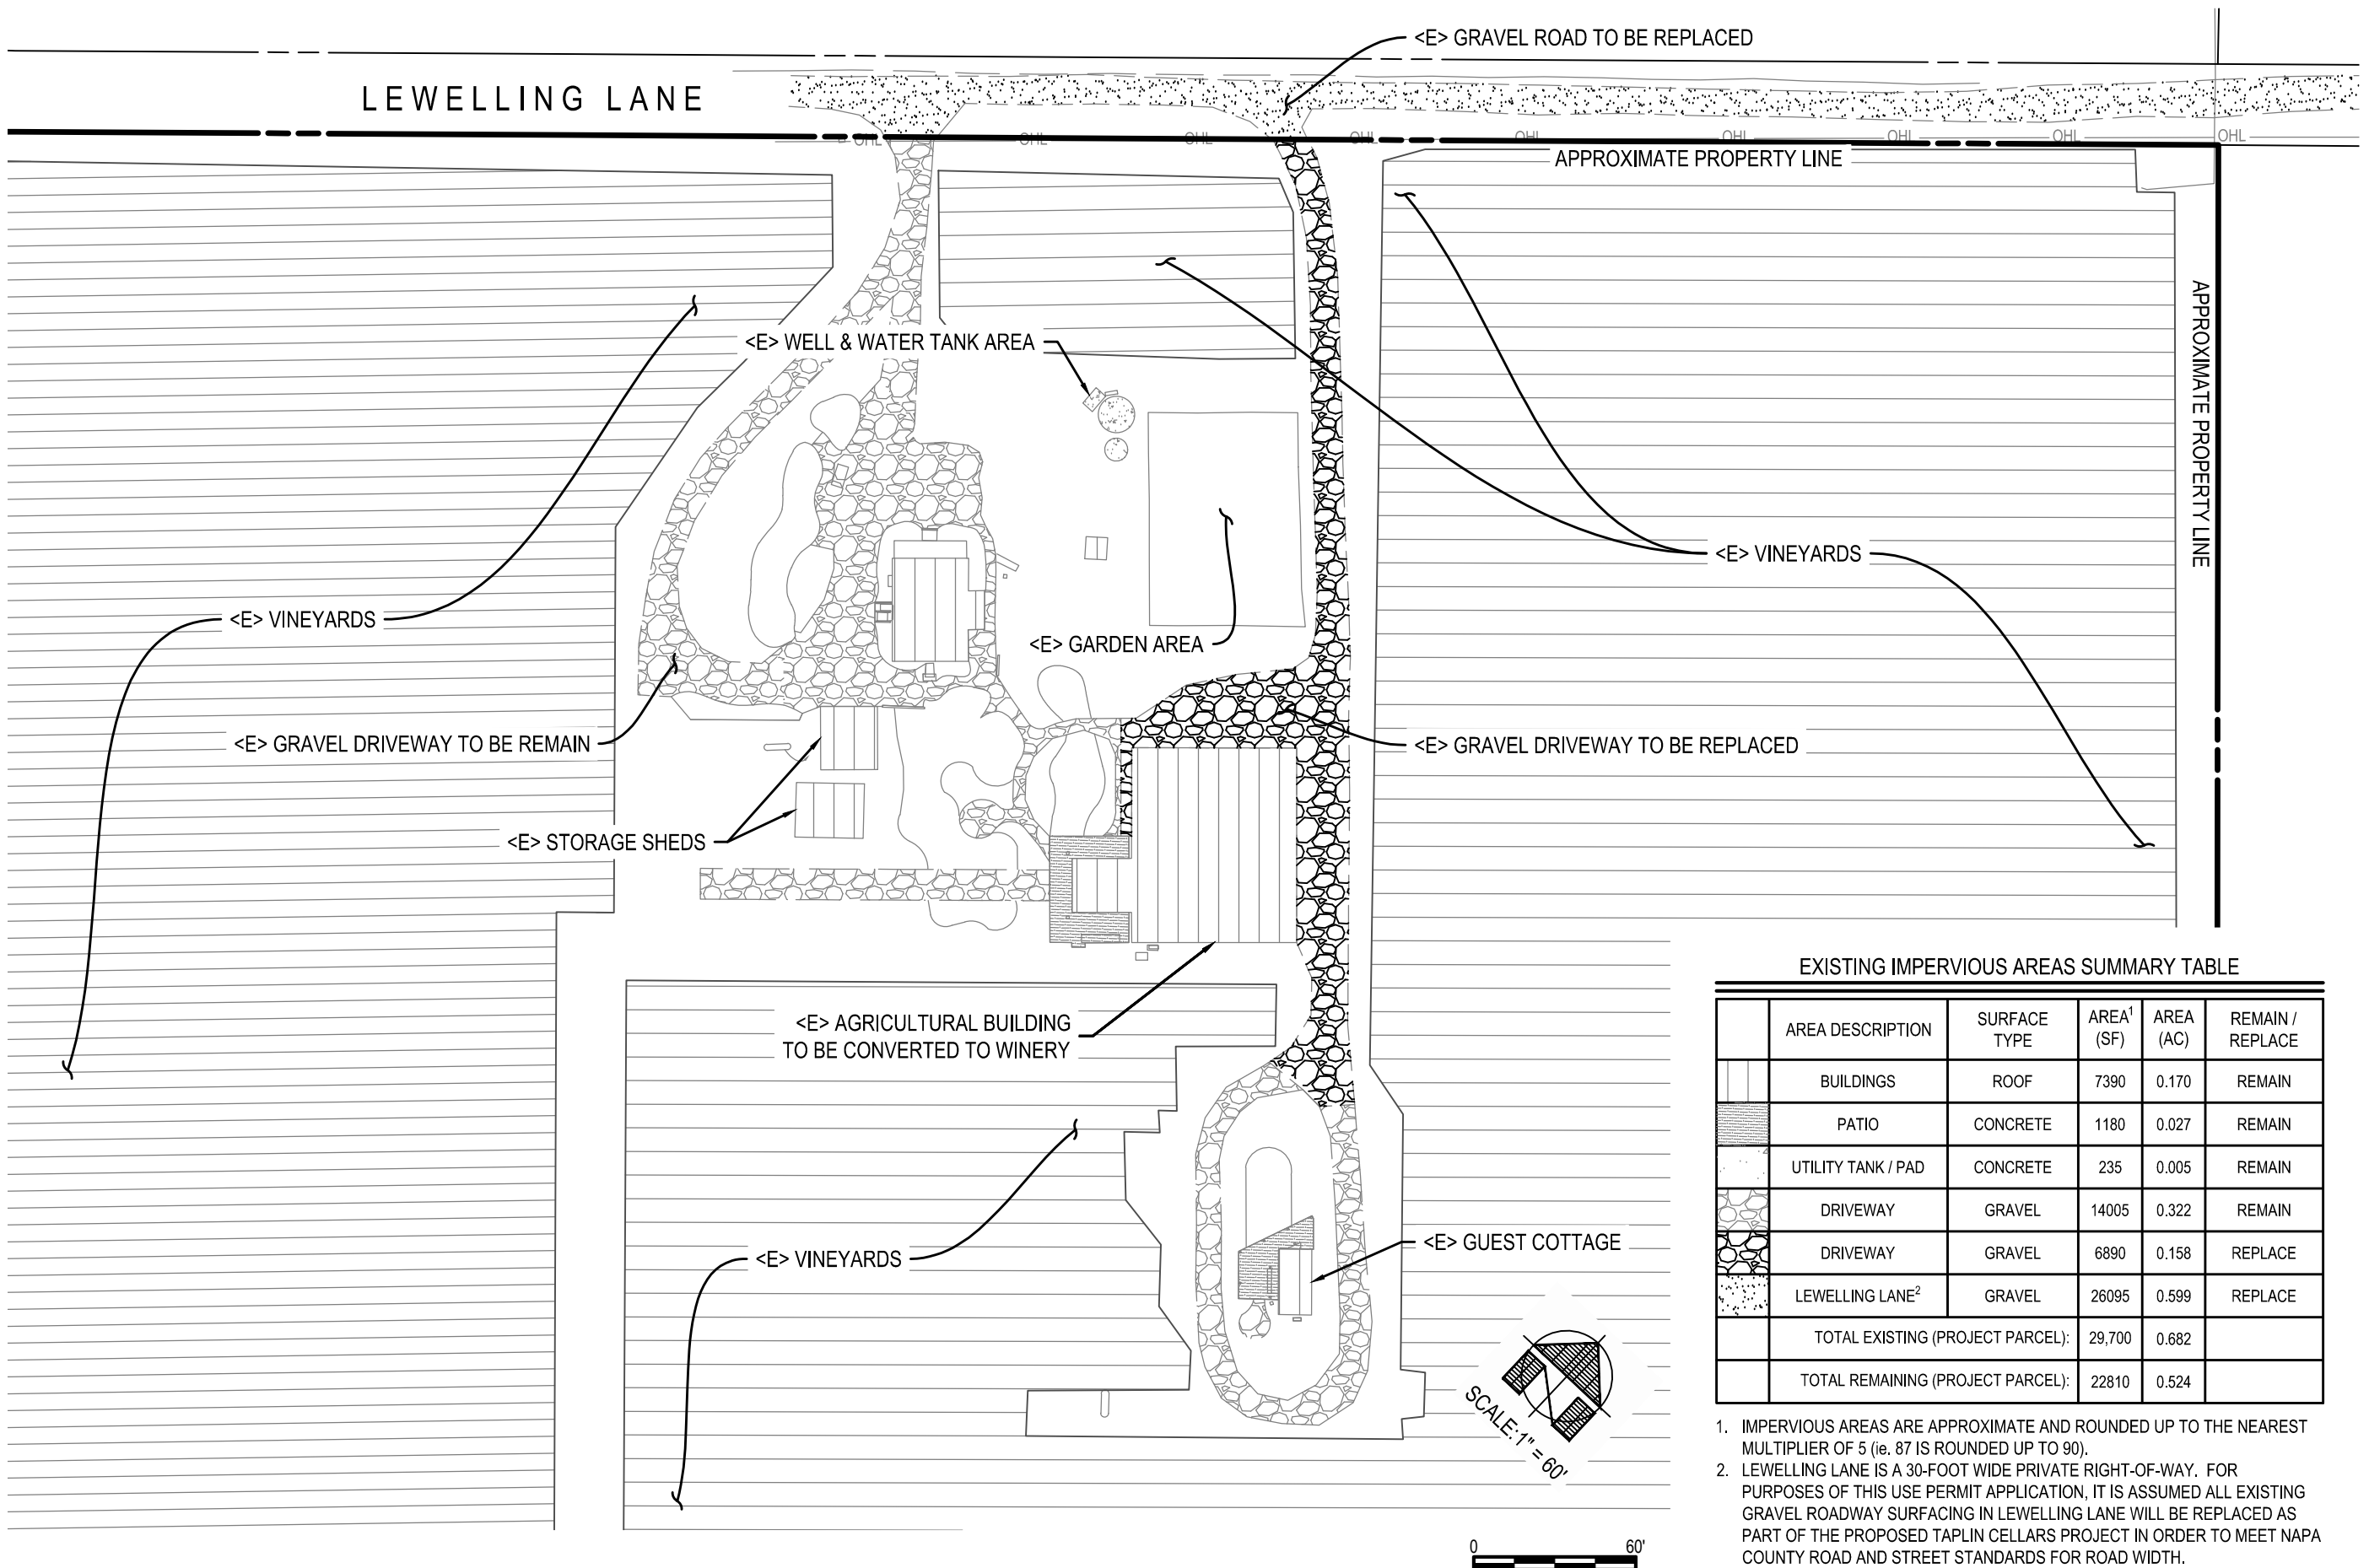 <E> GRAVEL ROAD TO BE REPLACED
LEWELLING LANE
OHL OHL OHL OHL OHL OHL OHL OHL OHL
APPROXIMATE PROPERTY LINE
APPROXIMATE PROPERTY LINE
<E> WELL & WATER TANK AREA
<E> VINEYARDS
<E> VINEYARDS
<E> GARDEN AREA
<E> GRAVEL DRIVEWAY TO BE REMAIN
<E> GRAVEL DRIVEWAY TO BE REPLACED
<E> STORAGE SHEDS
<E> AGRICULTURAL BUILDING
TO BE CONVERTED TO WINERY
<E> VINEYARDS
<E> GUEST COTTAGE
SCALE: 1" = 60'
0 60'
EXISTING IMPERVIOUS AREAS SUMMARY TABLE
AREA DESCRIPTION SURFACE TYPE AREA¹ (SF) AREA (AC) REMAIN / REPLACE
BUILDINGS ROOF 7390 0.170 REMAIN
PATIO CONCRETE 1180 0.027 REMAIN
UTILITY TANK / PAD CONCRETE 235 0.005 REMAIN
DRIVEWAY GRAVEL 14005 0.322 REMAIN
DRIVEWAY GRAVEL 6890 0.158 REPLACE
LEWELLING LANE² GRAVEL 26095 0.599 REPLACE
TOTAL EXISTING (PROJECT PARCEL): 29,700 0.682
TOTAL REMAINING (PROJECT PARCEL): 22810 0.524
1. IMPERVIOUS AREAS ARE APPROXIMATE AND ROUNDED UP TO THE NEAREST
MULTIPLIER OF 5 (ie. 87 IS ROUNDED UP TO 90).
2. LEWELLING LANE IS A 30-FOOT WIDE PRIVATE RIGHT-OF-WAY. FOR
PURPOSES OF THIS USE PERMIT APPLICATION, IT IS ASSUMED ALL EXISTING
GRAVEL ROADWAY SURFACING IN LEWELLING LANE WILL BE REPLACED AS
PART OF THE PROPOSED TAPLIN CELLARS PROJECT IN ORDER TO MEET NAPA
COUNTY ROAD AND STREET STANDARDS FOR ROAD WIDTH.